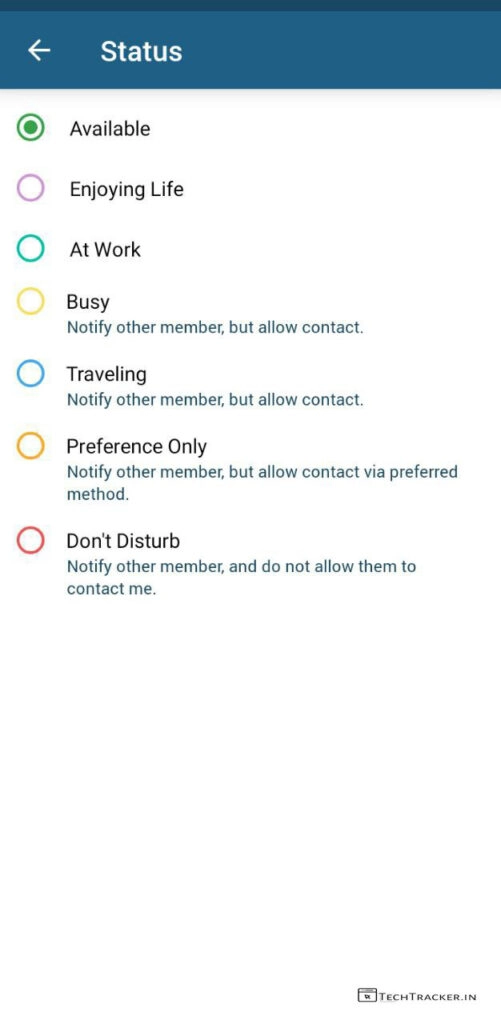 Status
Available
Enjoying Life
At Work
Busy
Notify other member, but allow contact.
Traveling
Notify other member, but allow contact.
Preference Only
Notify other member, but allow contact via preferred
method.
Don't Disturb
Notify other member, and do not allow them to
contact me.
TECHTRACKER.IN